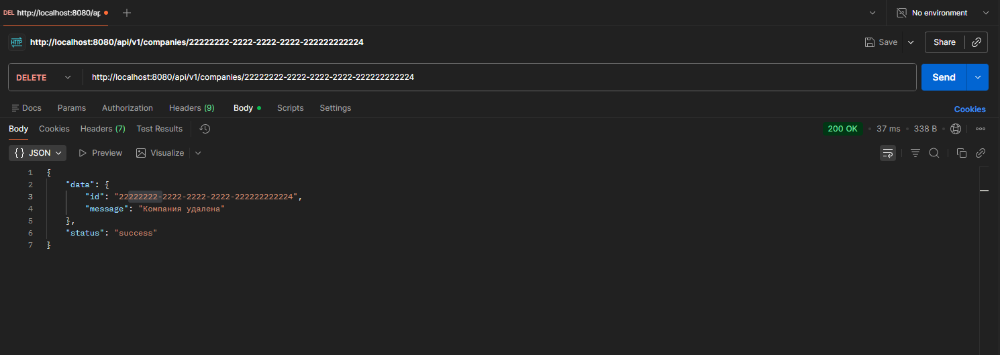 DEL http://localhost:8080/ap
No environment
HTTP http://localhost:8080/api/v1/companies/22222222-2222-2222-2222-222222222224
Save Share
DELETE http://localhost:8080/api/v1/companies/22222222-2222-2222-2222-222222222224 Send
Docs Params Authorization Headers (9) Body Scripts Settings Cookies
Body Cookies Headers (7) Test Results 200 OK • 37 ms • 338 B •
{ } JSON Preview Visualize
1 {
2 "data": {
3 "id": "22222222-2222-2222-2222-222222222224",
4 "message": "Компания удалена"
5 },
6 "status": "success"
7 }